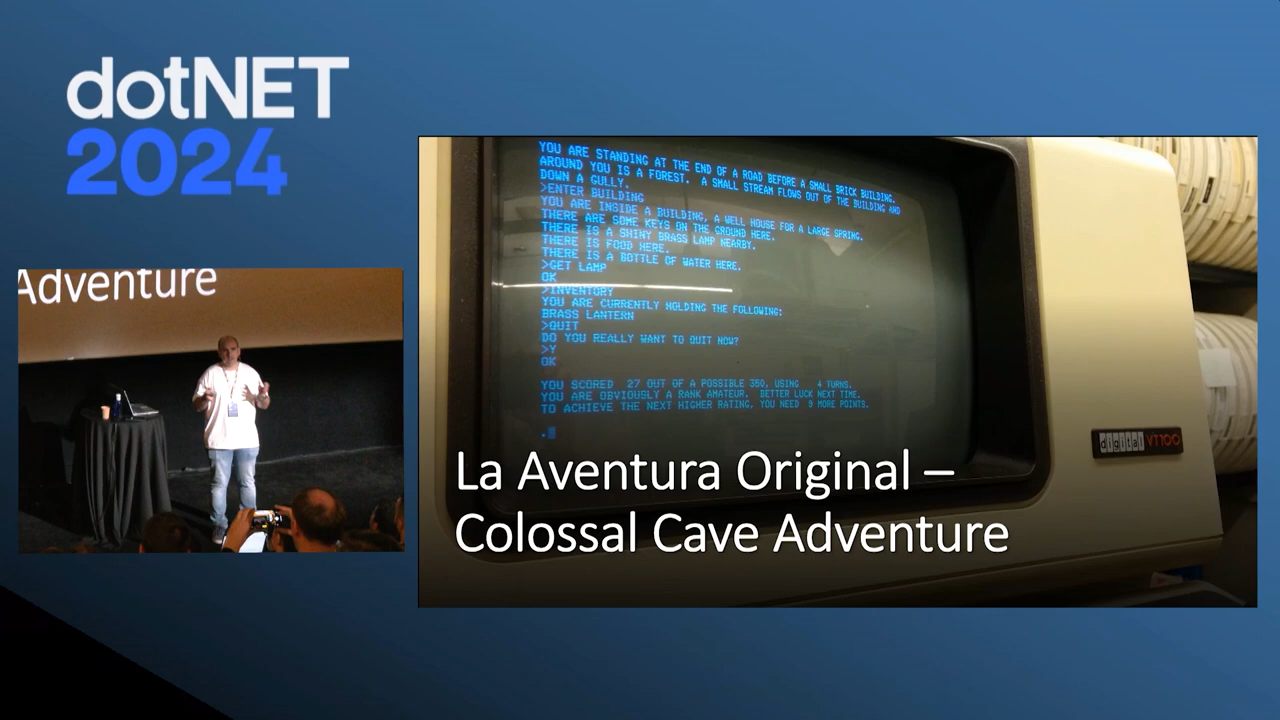 dotNET
2024
Adventure
YOU ARE STANDING AT THE END OF A ROAD BEFORE A SMALL BRICK BUILDING.
AROUND YOU IS A FOREST. A SMALL STREAM FLOWS OUT OF THE BUILDING AND
DOWN A GULLY.
>ENTER BUILDING
YOU ARE INSIDE A BUILDING, A WELL HOUSE FOR A LARGE SPRING.
THERE ARE SOME KEYS ON THE GROUND HERE.
THERE IS A SHINY BRASS LAMP NEARBY.
THERE IS FOOD HERE.
THERE IS A BOTTLE OF WATER HERE.
>GET LAMP
OK
>INVENTORY
YOU ARE CURRENTLY HOLDING THE FOLLOWING:
BRASS LANTERN
>QUIT
DO YOU REALLY WANT TO QUIT NOW?
>Y
OK
YOU SCORED 27 OUT OF A POSSIBLE 350, USING 4 TURNS.
YOU ARE OBVIOUSLY A RANK AMATEUR. BETTER LUCK NEXT TIME.
TO ACHIEVE THE NEXT HIGHER RATING, YOU NEED 9 MORE POINTS.
.
digital VT100
La Aventura Original –
Colossal Cave Adventure